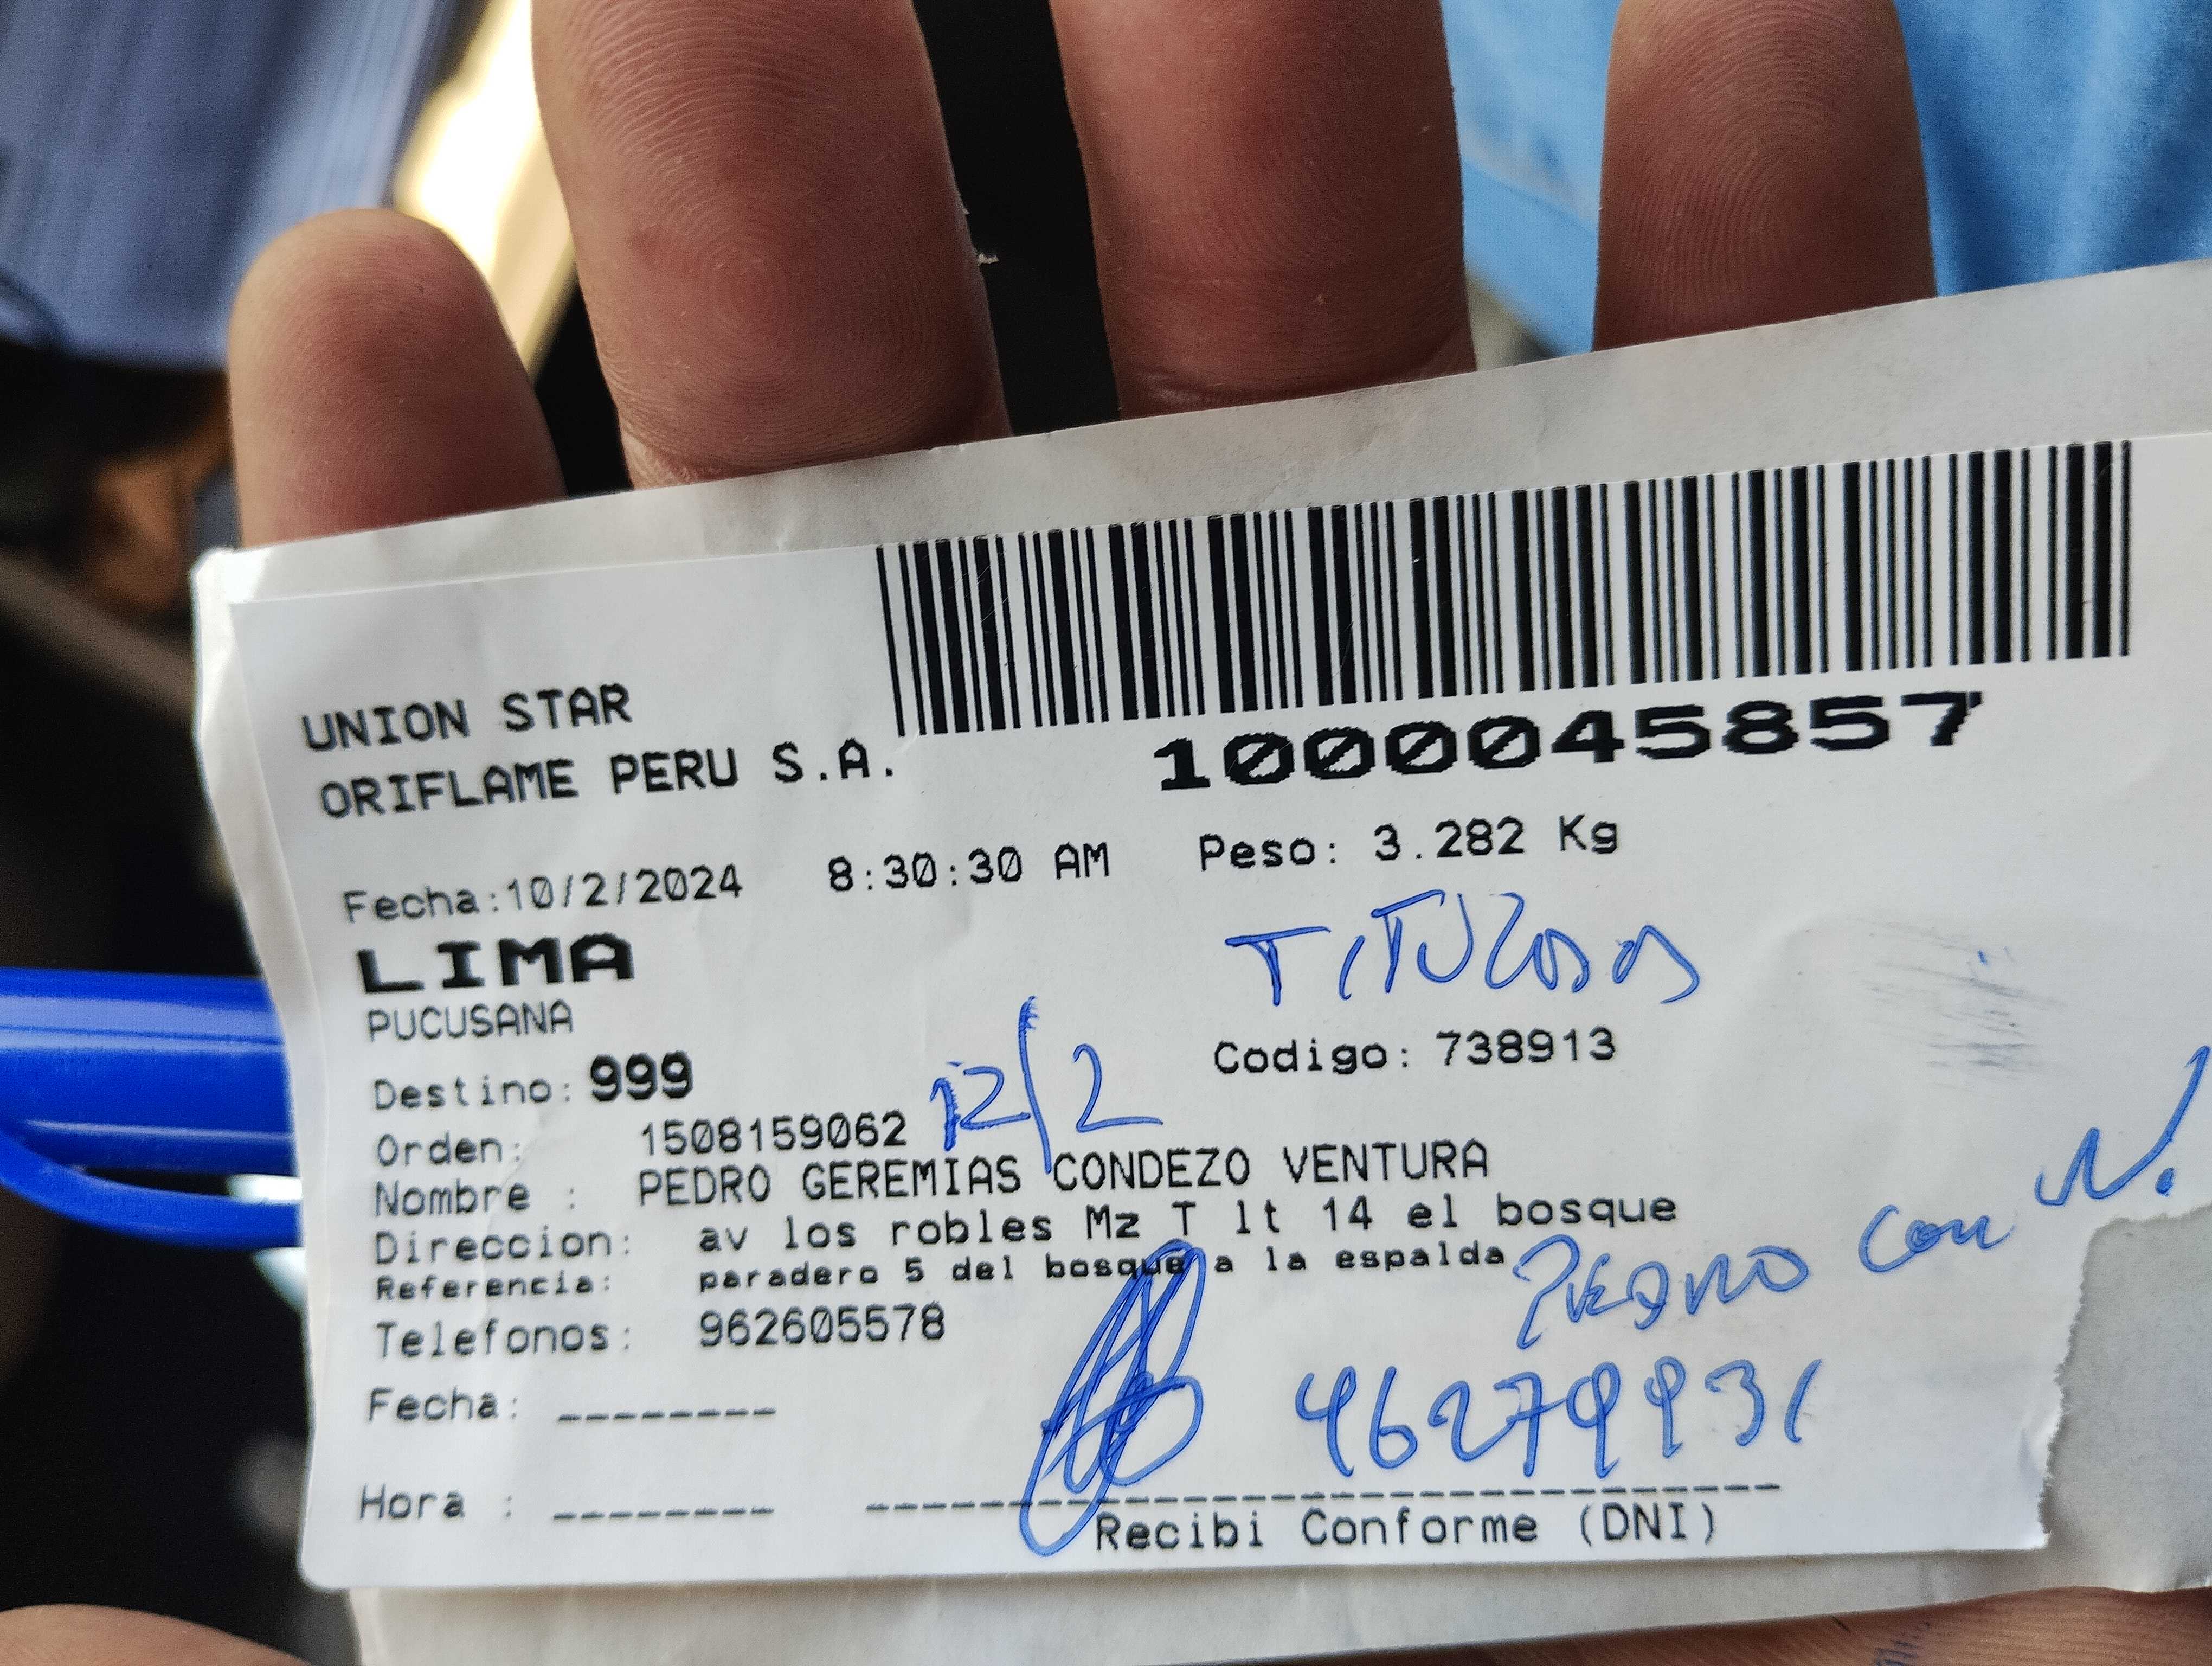 UNION STAR
ORIFLAME PERU S.A.
1000045857
Fecha:10/2/2024 8:30:30 AM Peso: 3.282 Kg
LIMA
PUCUSANA
Destino: 999 12/2 Codigo: 738913
Orden: 1508159062
Nombre : PEDRO GEREMIAS CONDEZO VENTURA
Direccion: av los robles Mz T lt 14 el bosque
Referencia: paradero 5 del bosque a la espalda
PEDRO CON
Telefonos: 962605578
46279931
Fecha: --------
Hora : --------
Recibi Conforme (DNI)